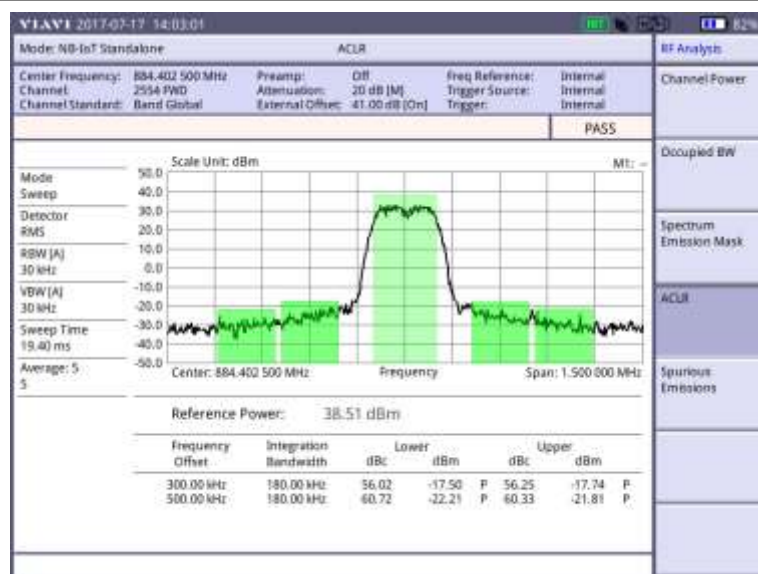 VIAVI 2017-07-17 14:03:01
82%
Mode: NB-IoT Standalone ACLR RF Analysis
Center Frequency: 884.402 500 MHz Preamp: Off Freq Reference: Internal
Channel: 2554 FWD Attenuation: 20 dB [M] Trigger Source: Internal
Channel Standard: Band Global External Offset: 41.00 dB [On] Trigger: Internal
PASS
Channel Power
Occupied BW
Spectrum
Emission Mask
ACLR
Spurious
Emissions
Mode
Sweep
Detector
RMS
RBW [A]
30 kHz
VBW [A]
30 kHz
Sweep Time
19.40 ms
Average: 5
5
Scale Unit: dBm M1: --
50.0
40.0
30.0
20.0
10.0
0.0
-10.0
-20.0
-30.0
-40.0
-50.0
Center: 884.402 500 MHz Frequency Span: 1.500 000 MHz
Reference Power: 38.51 dBm
Frequency Integration Lower Upper
Offset Bandwidth dBc dBm dBc dBm
300.00 kHz 180.00 kHz 56.02 -17.50 P 56.25 -17.74 P
500.00 kHz 180.00 kHz 60.72 -22.21 P 60.33 -21.81 P